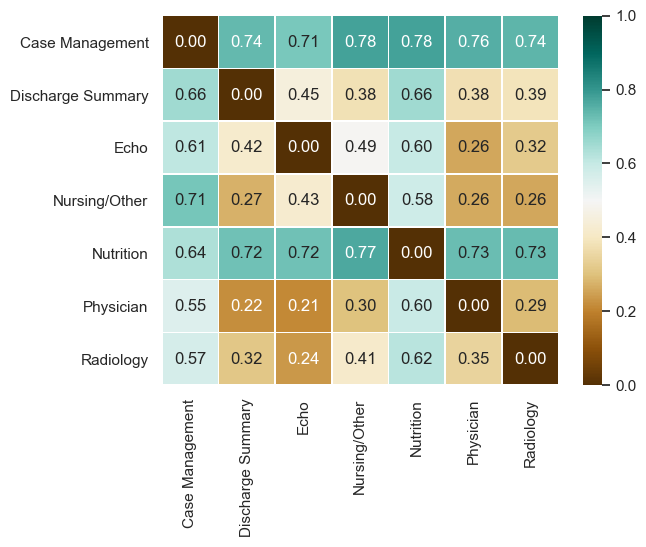 Case Management 0.00 0.74 0.71 0.78 0.78 0.76 0.74
Discharge Summary 0.66 0.00 0.45 0.38 0.66 0.38 0.39
Echo 0.61 0.42 0.00 0.49 0.60 0.26 0.32
Nursing/Other 0.71 0.27 0.43 0.00 0.58 0.26 0.26
Nutrition 0.64 0.72 0.72 0.77 0.00 0.73 0.73
Physician 0.55 0.22 0.21 0.30 0.60 0.00 0.29
Radiology 0.57 0.32 0.24 0.41 0.62 0.35 0.00
Case Management
Discharge Summary
Echo
Nursing/Other
Nutrition
Physician
Radiology
1.0
0.8
0.6
0.4
0.2
0.0